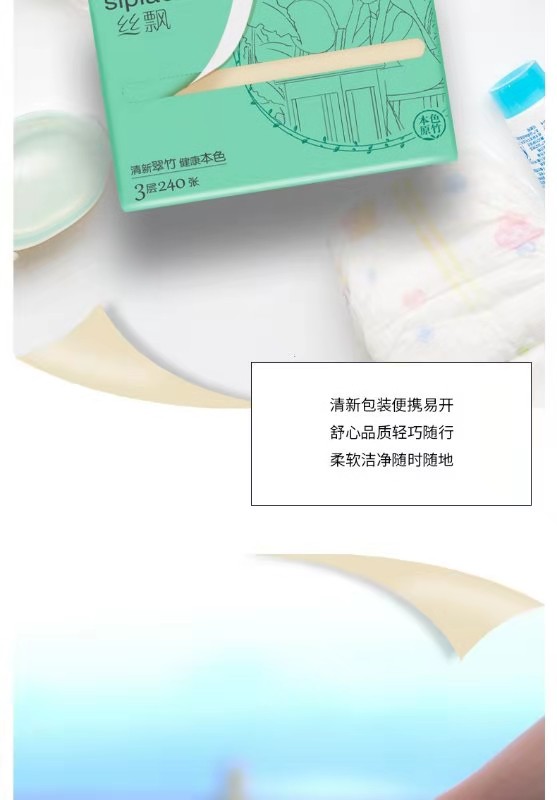 丝飘
本色
原竹
清新翠竹 健康本色
3层240张
清新包装便携易开
舒心品质轻巧随行
柔软洁净随时随地